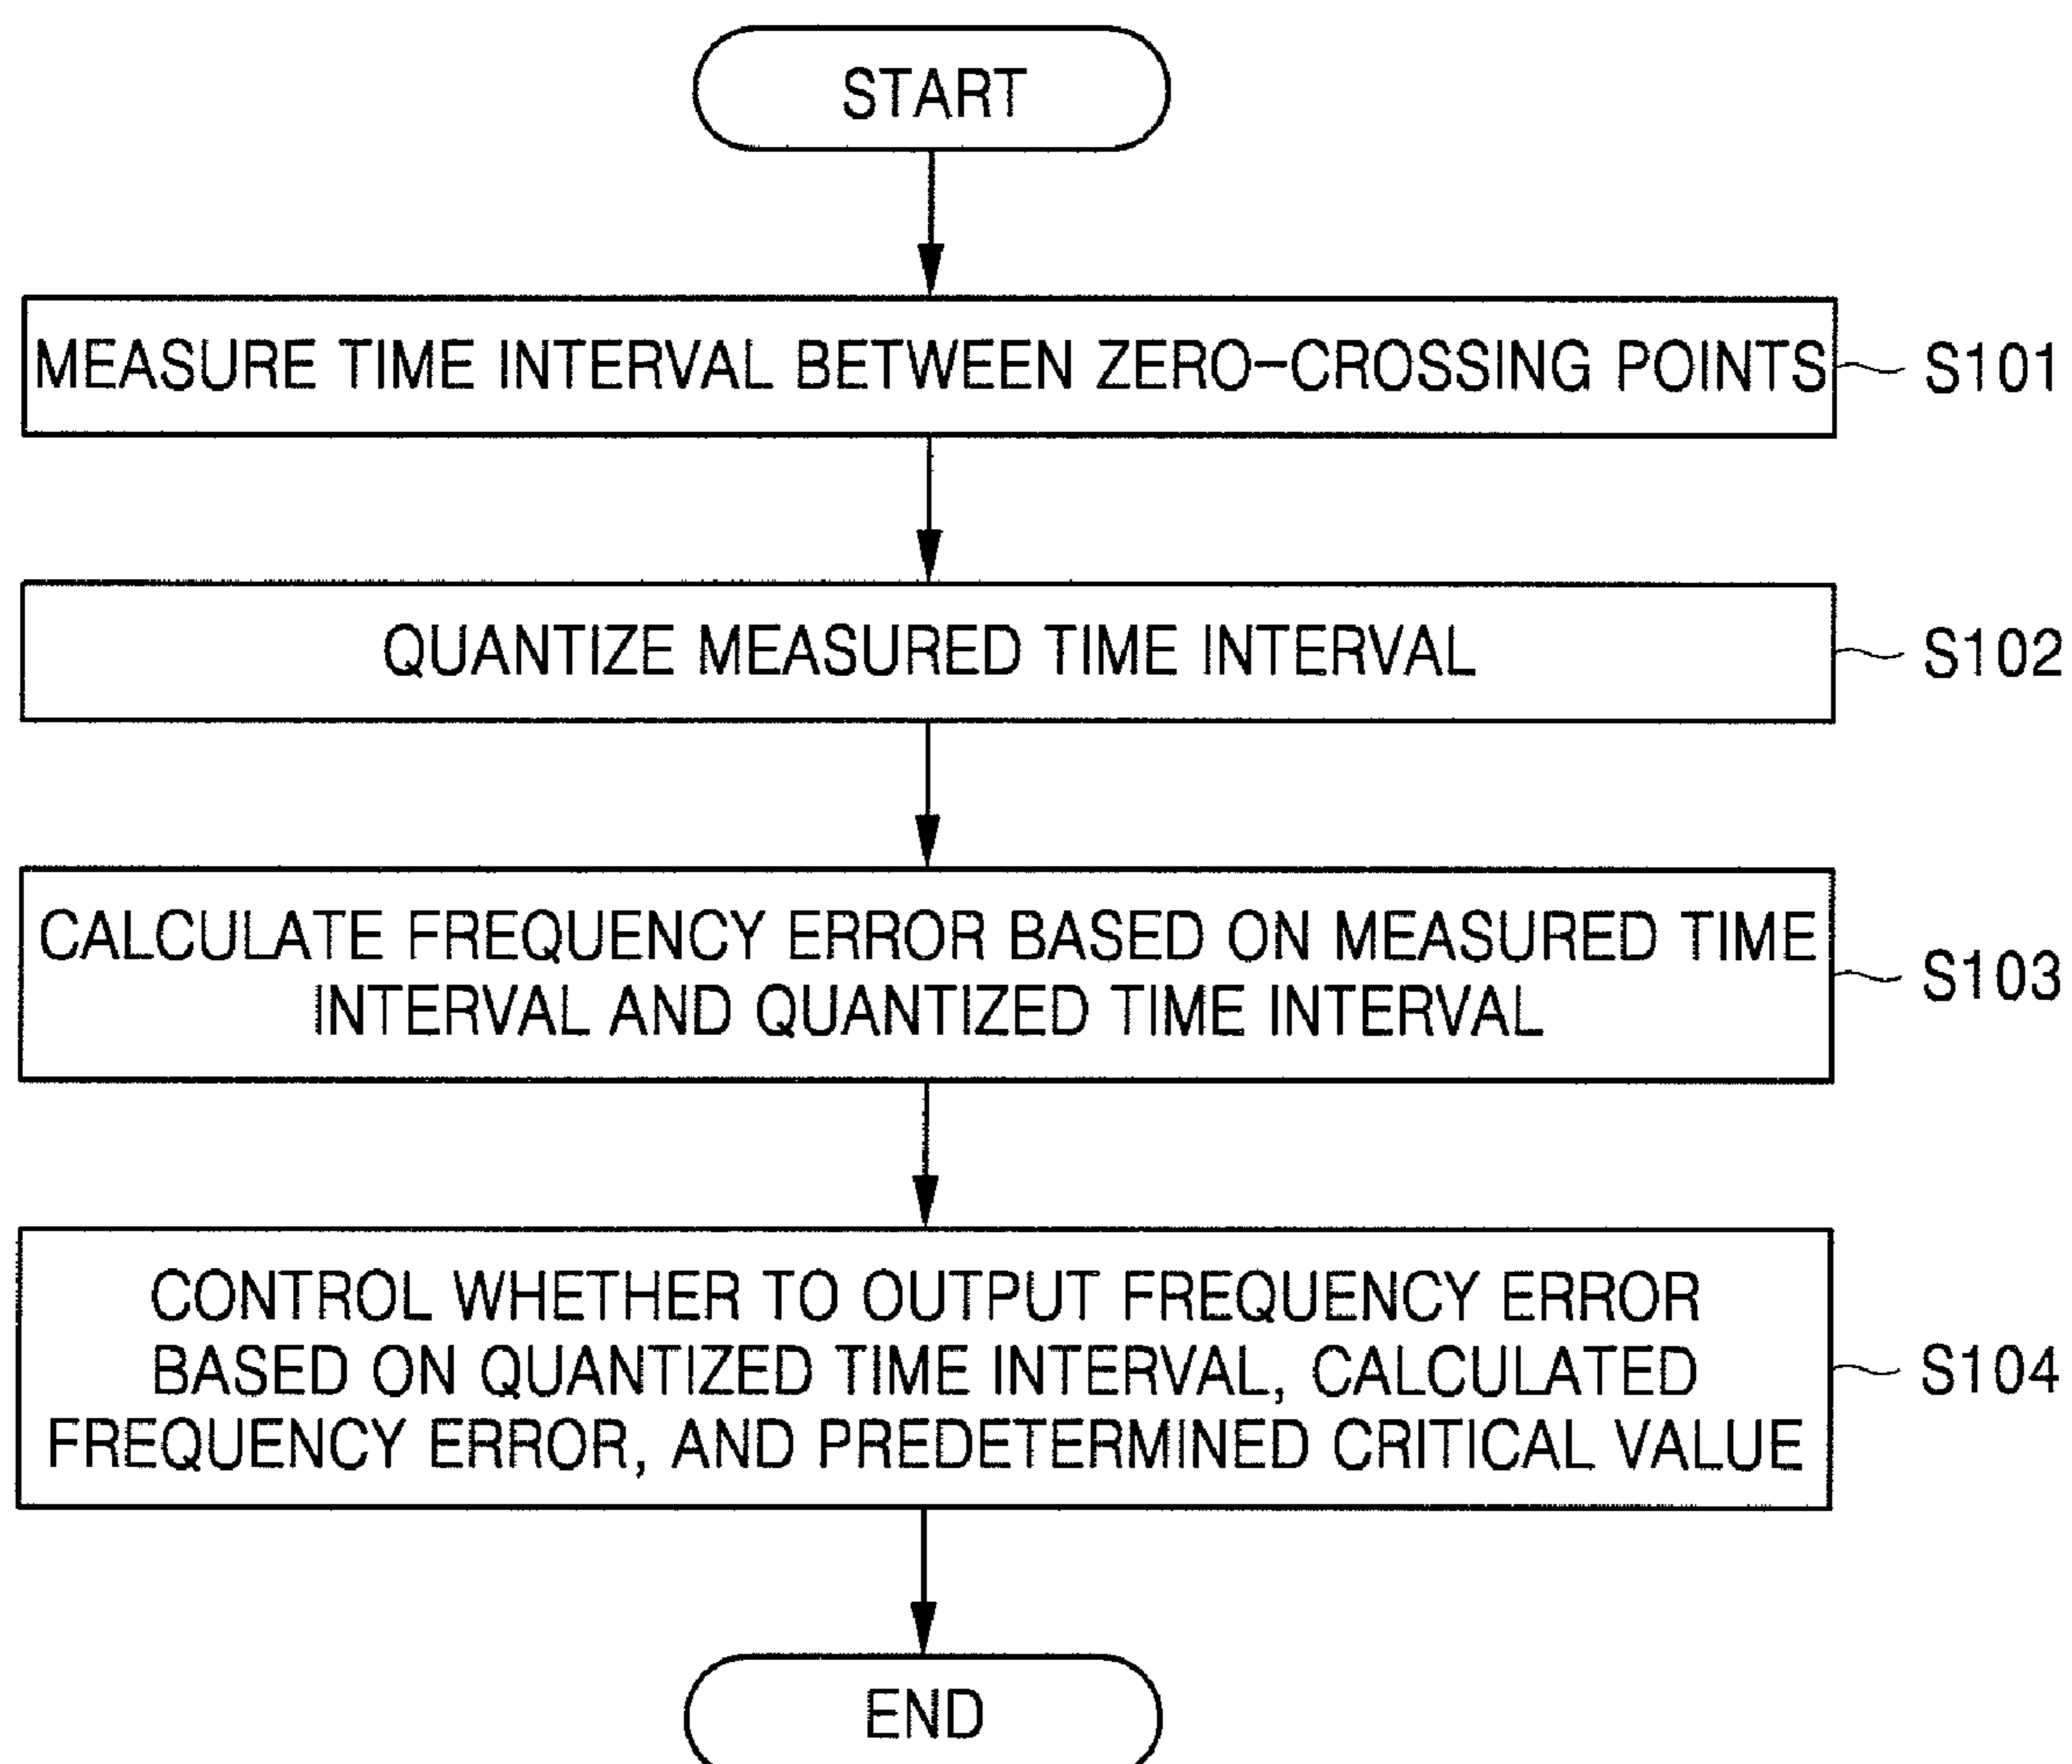 START
MEASURE TIME INTERVAL BETWEEN ZERO-CROSSING POINTS
S101
QUANTIZE MEASURED TIME INTERVAL
S102
CALCULATE FREQUENCY ERROR BASED ON MEASURED TIME
INTERVAL AND QUANTIZED TIME INTERVAL
S103
CONTROL WHETHER TO OUTPUT FREQUENCY ERROR
BASED ON QUANTIZED TIME INTERVAL, CALCULATED
FREQUENCY ERROR, AND PREDETERMINED CRITICAL VALUE
S104
END